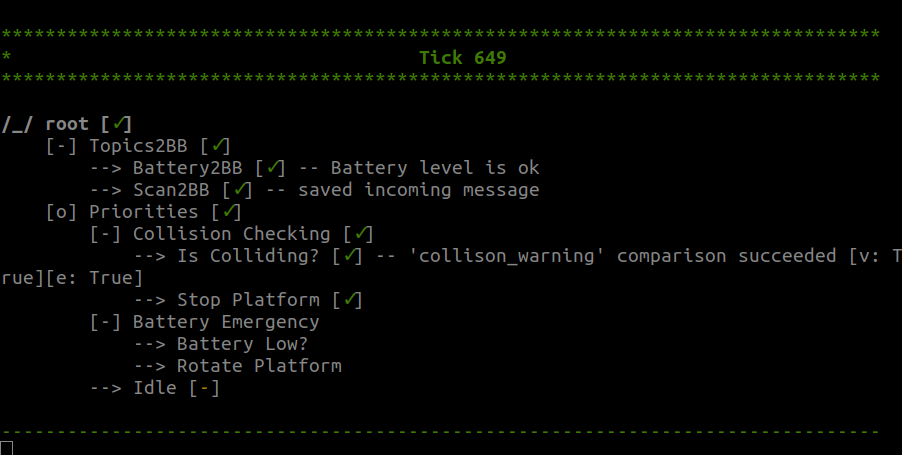 ********************************************************************************
* Tick 649
********************************************************************************
/_/ root [✓]
    [-] Topics2BB [✓]
        --> Battery2BB [✓] -- Battery level is ok
        --> Scan2BB [✓] -- saved incoming message
    [o] Priorities [✓]
        [-] Collision Checking [✓]
            --> Is Colliding? [✓] -- 'collison_warning' comparison succeeded [v: T
rue][e: True]
            --> Stop Platform [✓]
        [-] Battery Emergency
            --> Battery Low?
            --> Rotate Platform
        --> Idle [-]
--------------------------------------------------------------------------------